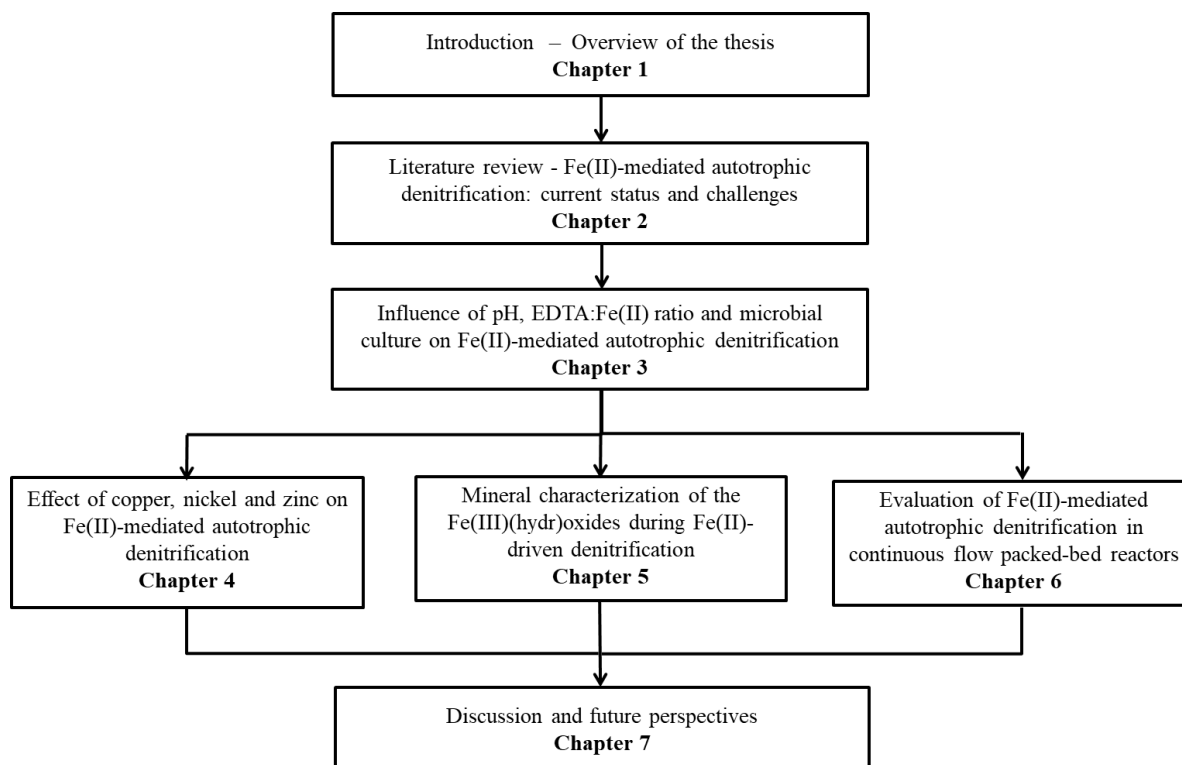 Introduction – Overview of the thesis
Chapter 1
Literature review - Fe(II)-mediated autotrophic
denitrification: current status and challenges
Chapter 2
Influence of pH, EDTA:Fe(II) ratio and microbial
culture on Fe(II)-mediated autotrophic denitrification
Chapter 3
Effect of copper, nickel and zinc on
Fe(II)-mediated autotrophic
denitrification
Chapter 4
Mineral characterization of the
Fe(III)(hydr)oxides during Fe(II)-
driven denitrification
Chapter 5
Evaluation of Fe(II)-mediated
autotrophic denitrification in
continuous flow packed-bed reactors
Chapter 6
Discussion and future perspectives
Chapter 7